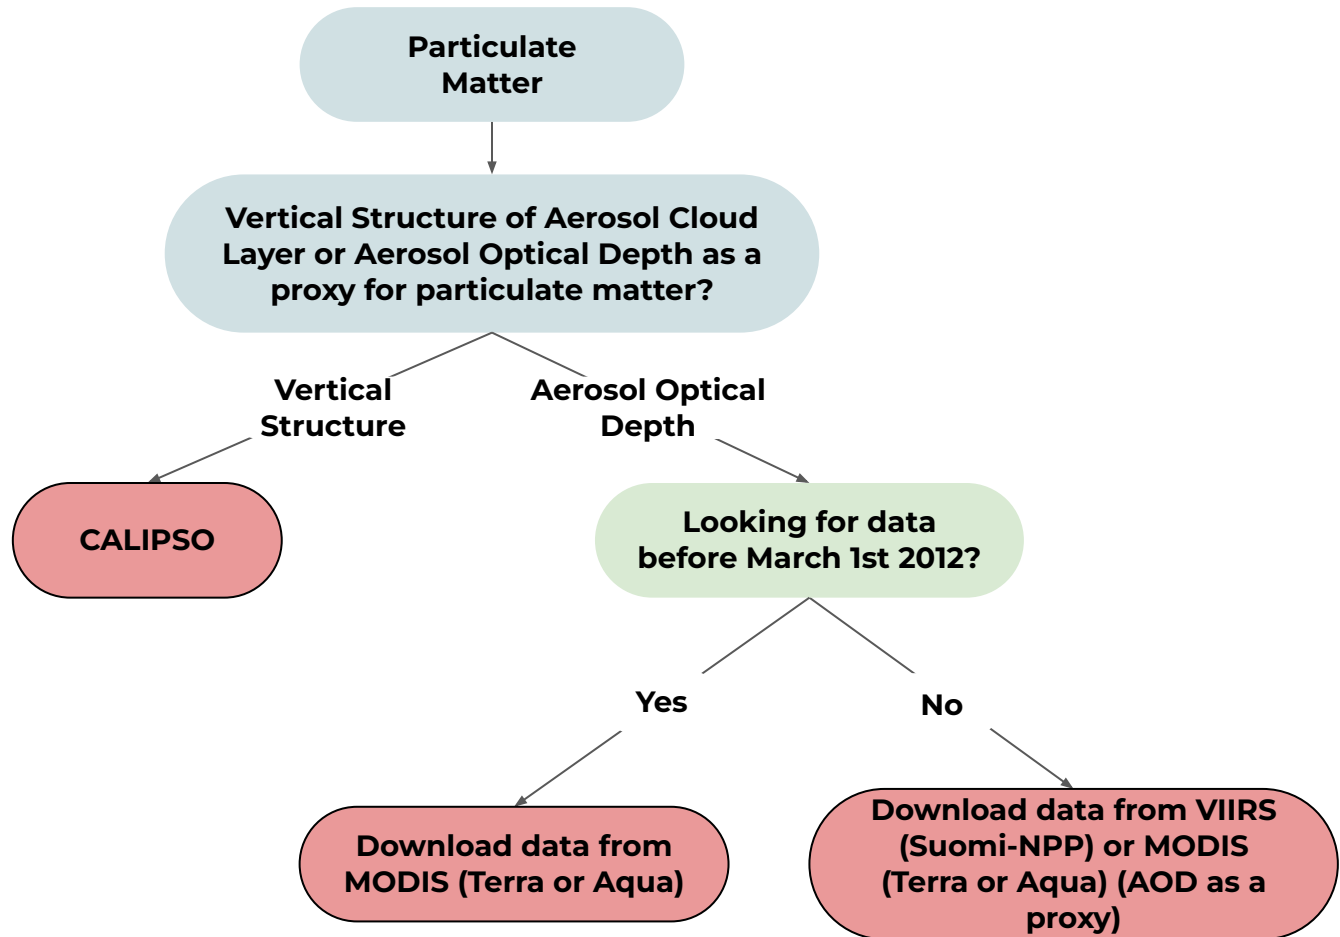 Particulate
Matter
Vertical Structure of Aerosol Cloud
Layer or Aerosol Optical Depth as a
proxy for particulate matter?
Vertical
Structure
Aerosol Optical
Depth
CALIPSO
Looking for data
before March 1st 2012?
Yes
No
Download data from
MODIS (Terra or Aqua)
Download data from VIIRS
(Suomi-NPP) or MODIS
(Terra or Aqua) (AOD as a
proxy)